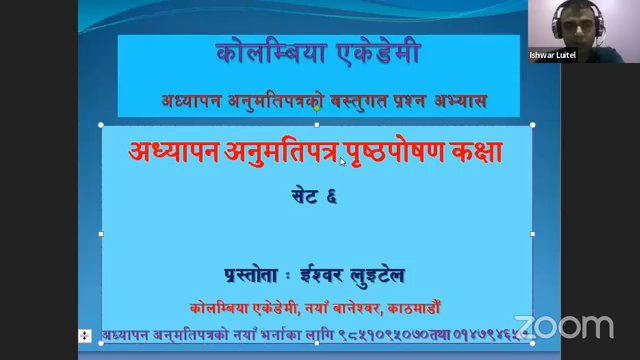 कोलम्बिया एकेडेमी
Ishwar Luitel
अध्यापन अनुमतिपत्रको बस्तुगत प्रश्न अभ्यास
अध्यापन अनुमतिपत्र पृष्ठपोषण कक्षा
सेट ६
प्रस्तोता : ईश्वर लुइटेल
कोलम्बिया एकेडेमी, नयाँ बानेश्वर, काठमाडौँ
अध्यापन अनुमतिपत्रको नयाँ भर्नाका लागि ९८५१०९५०७० तथा
zoom